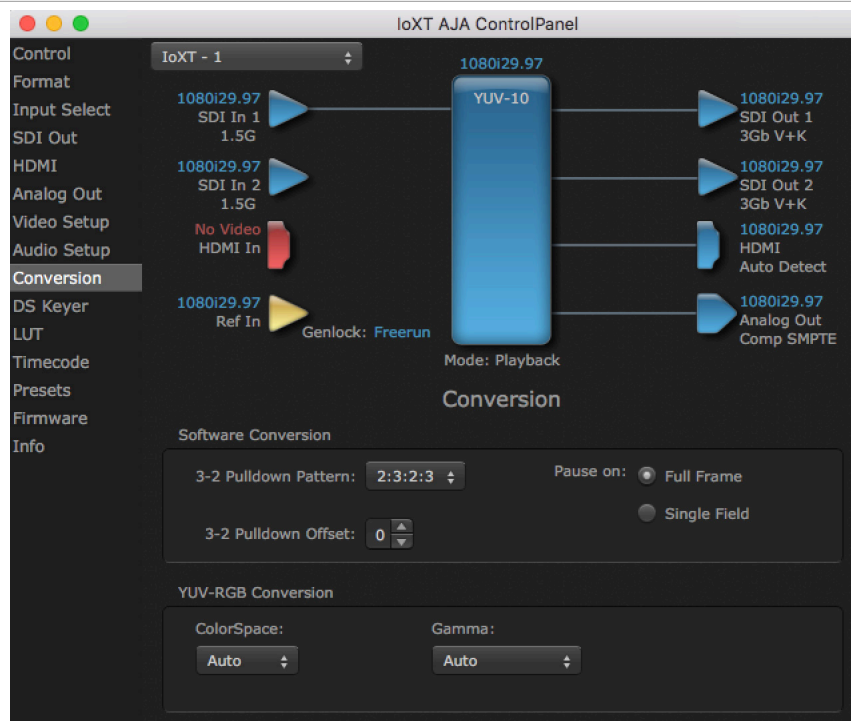 IoXT AJA ControlPanel
Control
Format
Input Select
SDI Out
HDMI
Analog Out
Video Setup
Audio Setup
Conversion
DS Keyer
LUT
Timecode
Presets
Firmware
Info
IoXT - 1
1080i29.97
YUV-10
1080i29.97
SDI In 1
1.5G
1080i29.97
SDI In 2
1.5G
No Video
HDMI In
1080i29.97
Ref In
Genlock: Freerun
1080i29.97
SDI Out 1
3Gb V+K
1080i29.97
SDI Out 2
3Gb V+K
1080i29.97
HDMI
Auto Detect
1080i29.97
Analog Out
Comp SMPTE
Mode: Playback
Conversion
Software Conversion
3-2 Pulldown Pattern: 2:3:2:3
Pause on: Full Frame
Single Field
3-2 Pulldown Offset: 0
YUV-RGB Conversion
ColorSpace: Gamma:
Auto Auto